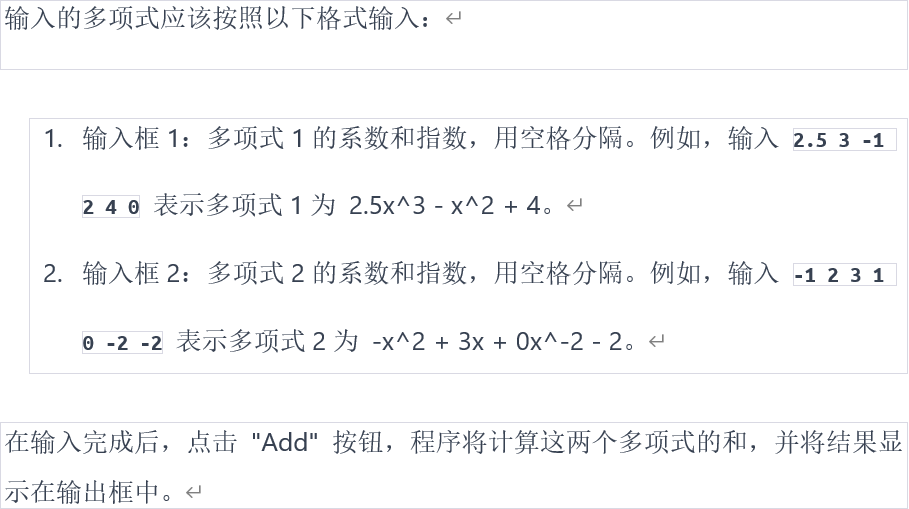 输入的多项式应该按照以下格式输入：↵
1. 输入框 1：多项式 1 的系数和指数，用空格分隔。例如，输入 2.5 3 -1
2 4 0 表示多项式 1 为 2.5x^3 - x^2 + 4。↵
2. 输入框 2：多项式 2 的系数和指数，用空格分隔。例如，输入 -1 2 3 1
0 -2 -2 表示多项式 2 为 -x^2 + 3x + 0x^-2 - 2。↵
在输入完成后，点击 "Add" 按钮，程序将计算这两个多项式的和，并将结果显
示在输出框中。↵